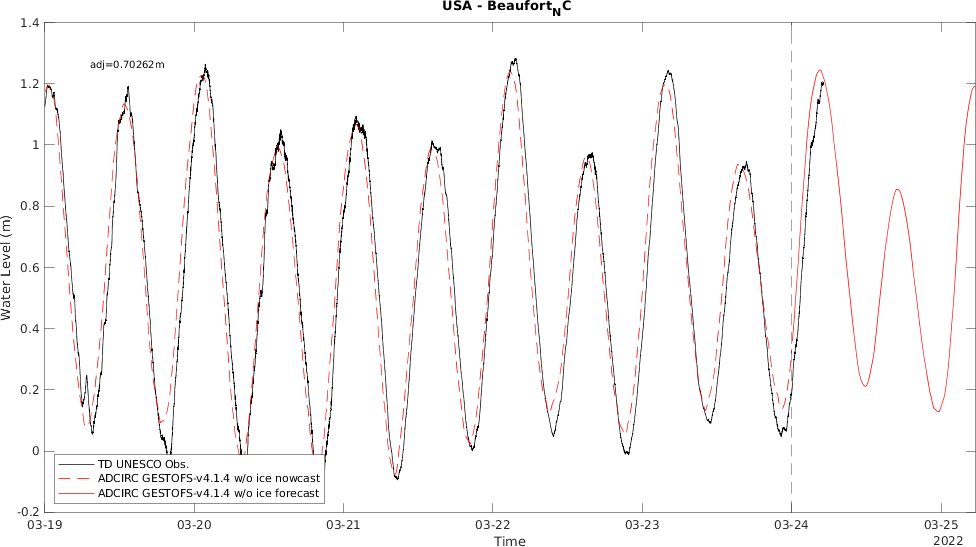 USA - Beaufort_NC
adj=0.70262m
Water Level (m)
1.4
1.2
1
0.8
0.6
0.4
0.2
0
-0.2
TD UNESCO Obs.
ADCIRC GESTOFS-v4.1.4 w/o ice nowcast
ADCIRC GESTOFS-v4.1.4 w/o ice forecast
03-19 03-20 03-21 03-22 03-23 03-24 03-25
Time 2022